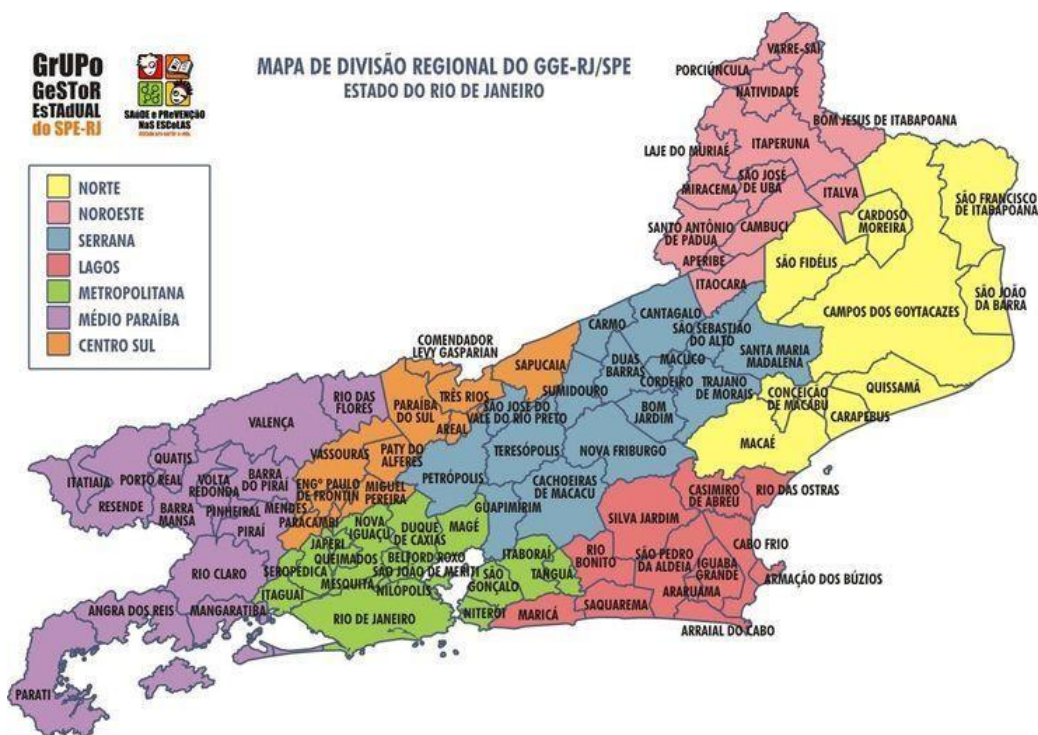 GrUPo
GeSToR
EsTAdUAL
do SPE-RJ
SAúDE e PReVENÇÃO
NaS ESCoLAS
MAPA DE DIVISÃO REGIONAL DO GGE-RJ/SPE
ESTADO DO RIO DE JANEIRO
NORTE
NOROESTE
SERRANA
LAGOS
METROPOLITANA
MÉDIO PARAÍBA
CENTRO SUL
VARRE-SAI
PORCIÚNCULA
NATIVIDADE
BOM JESUS DE ITABAPOANA
ITAPERUNA
LAJE DO MURIAÉ
SÃO JOSÉ
DE UBA
MIRACEMA
ITALVA
SÃO FRANCISCO
DE ITABAPOANA
CARDOSO
MOREIRA
SANTO ANTÔNIO
DE PÁDUA
CAMBUCI
APERIBE
SÃO FIDÉLIS
ITAOCARA
SÃO JOÃO
DA BARRA
CAMPOS DOS GOYTACAZES
CANTAGALO
CARMO
SÃO SEBASTIÃO
DO ALTO
COMENDADOR
LEVY GASPARIAN
SAPUCAIA
DUAS
BARRAS
MACUCO
SANTA MARIA
MADALENA
CORDEIRO
SUMIDOURO
TRAJANO
DE MORAIS
QUISSAMÃ
CONCEIÇÃO
DE MACABU
CARAPEBUS
RIO DAS
FLORES
TRÊS RIOS
PARAÍBA
DO SUL
SÃO JOSÉ DO
VALE DO RIO PRETO
AREAL
BOM
JARDIM
VALENÇA
MACAÉ
VASSOURAS
PATY DO
ALFERES
TERESÓPOLIS
NOVA FRIBURGO
QUATIS
ITATIAIA
PORTO REAL
BARRA
DO PIRAÍ
VOLTA
REDONDA
ENGº PAULO
DE FRONTIN
MIGUEL
PEREIRA
PETRÓPOLIS
CACHOEIRAS
DE MACACU
CASIMIRO
DE ABREU
RIO DAS OSTRAS
RESENDE
BARRA
MANSA
PINHEIRAL
MENDES
PIRAÍ
PARACAMBI
GUAPIMIRIM
NOVA
IGUAÇU
DUQUE
DE CAXIAS
MAGÉ
SILVA JARDIM
JAPERI
QUEIMADOS
BELFORD ROXO
ITABORAÍ
RIO
BONITO
SÃO PEDRO
DA ALDEIA
CABO FRIO
IGUABA
GRANDE
RIO CLARO
SEROPÉDICA
MESQUITA
SÃO JOÃO DE MERITI
NILÓPOLIS
SÃO
GONÇALO
TANGUÁ
ARARUAMA
ARMAÇÃO DOS BÚZIOS
ITAGUAÍ
ANGRA DOS REIS
MANGARATIBA
RIO DE JANEIRO
NITERÓI
MARICÁ
SAQUAREMA
ARRAIAL DO CABO
PARATI